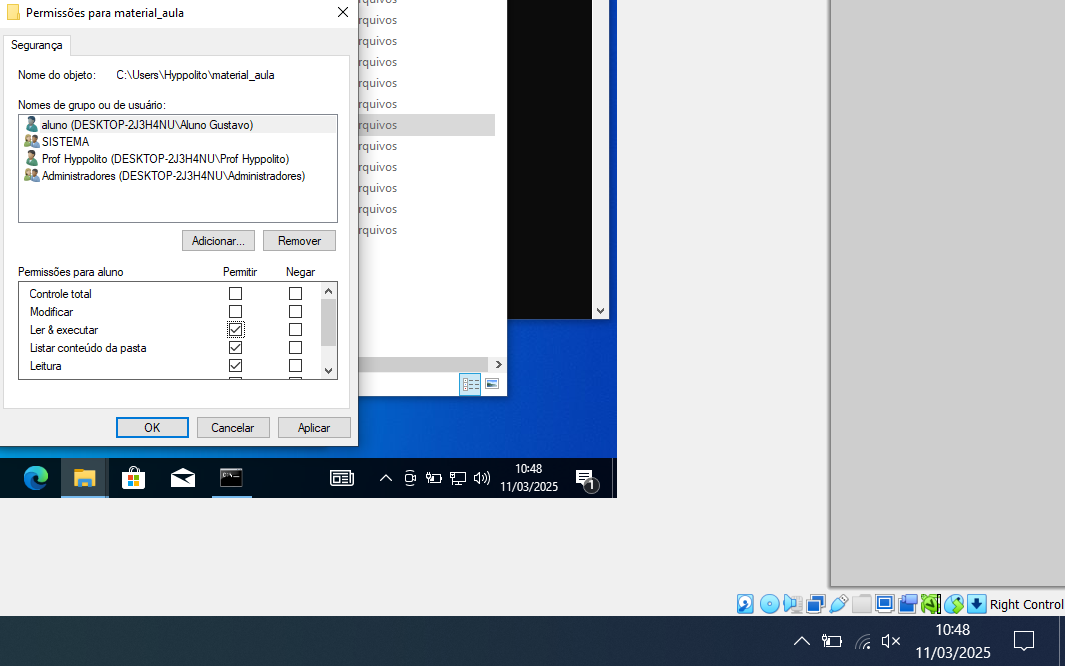 Permissões para material_aula
Segurança
Nome do objeto: C:\Users\Hyppolito\material_aula
Nomes de grupo ou de usuário:
aluno (DESKTOP-2J3H4NU\Aluno Gustavo)
SISTEMA
Prof Hyppolito (DESKTOP-2J3H4NU\Prof Hyppolito)
Administradores (DESKTOP-2J3H4NU\Administradores)
Adicionar... Remover
Permissões para aluno Permitir Negar
Controle total
Modificar
Ler & executar
Listar conteúdo da pasta
Leitura
OK Cancelar Aplicar
rquivos
rquivos
rquivos
rquivos
rquivos
rquivos
rquivos
rquivos
rquivos
rquivos
C:\
10:48
11/03/2025
1
Right Control
10:48
11/03/2025